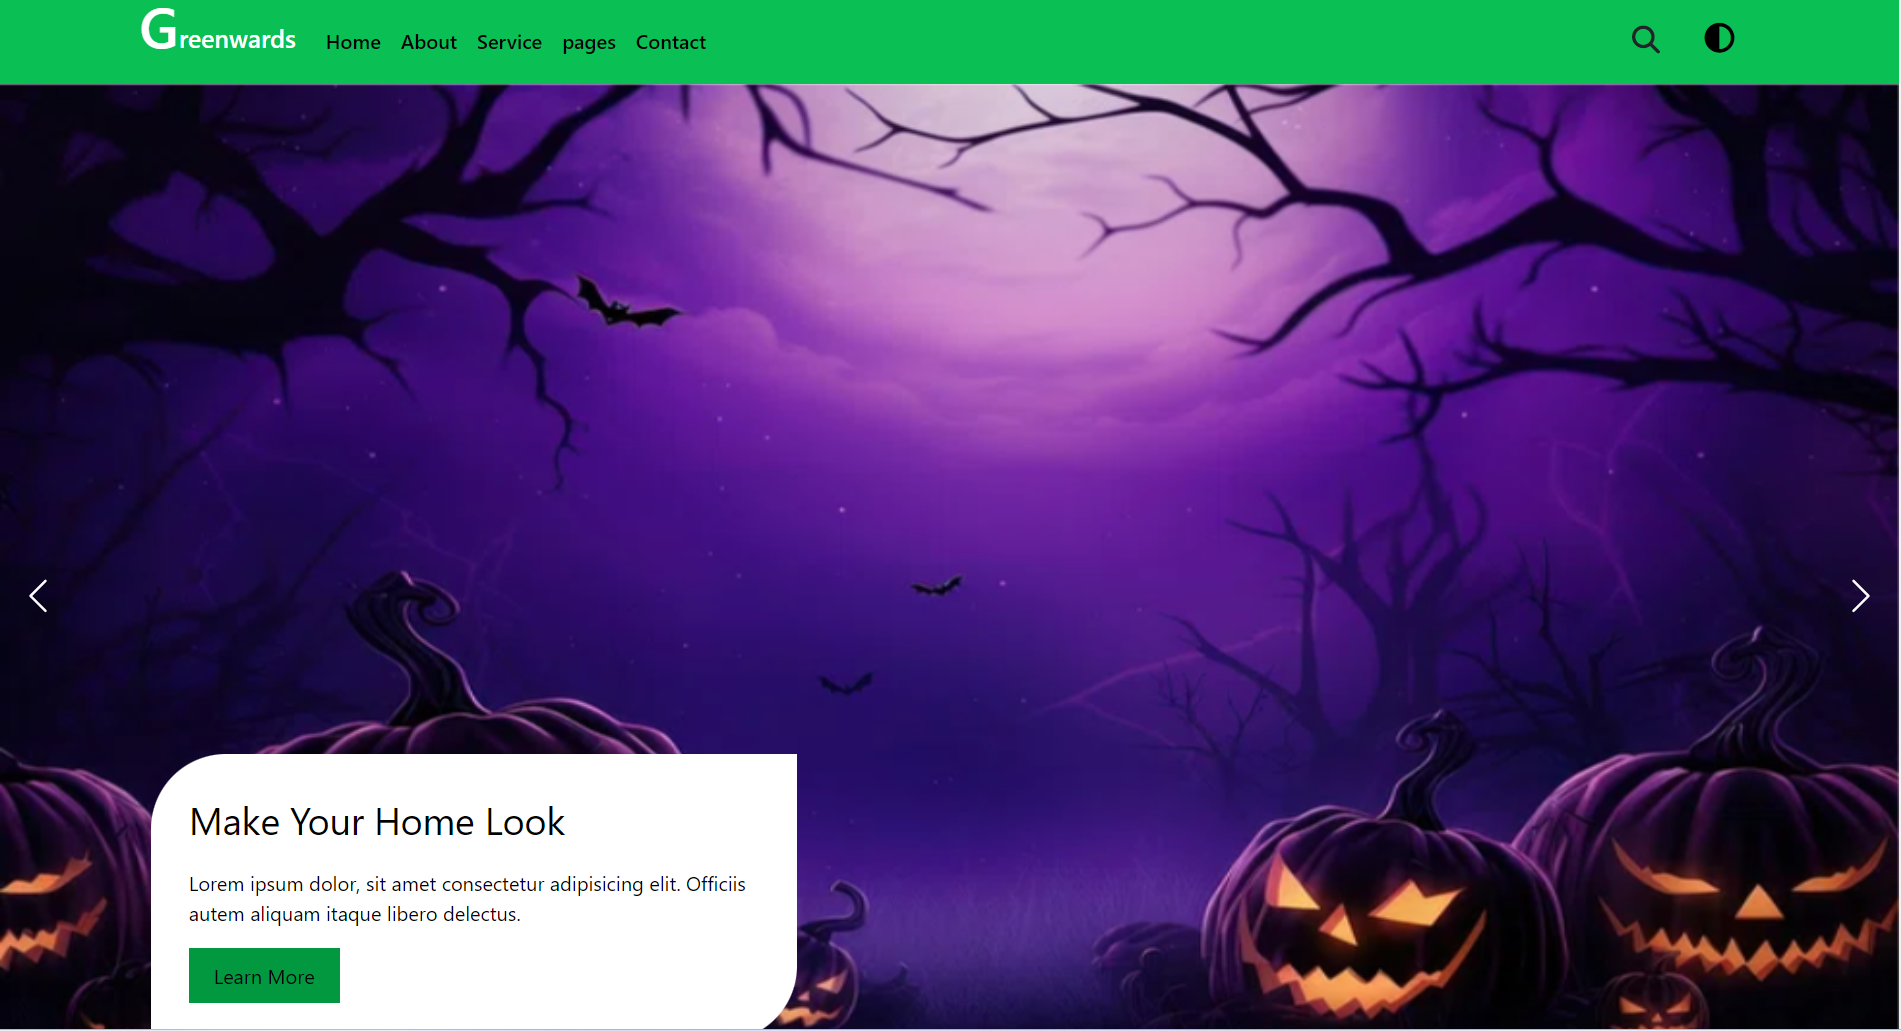 Greenwards Home About Service pages Contact
Make Your Home Look
Lorem ipsum dolor, sit amet consectetur adipisicing elit. Officiis
autem aliquam itaque libero delectus.
Learn More